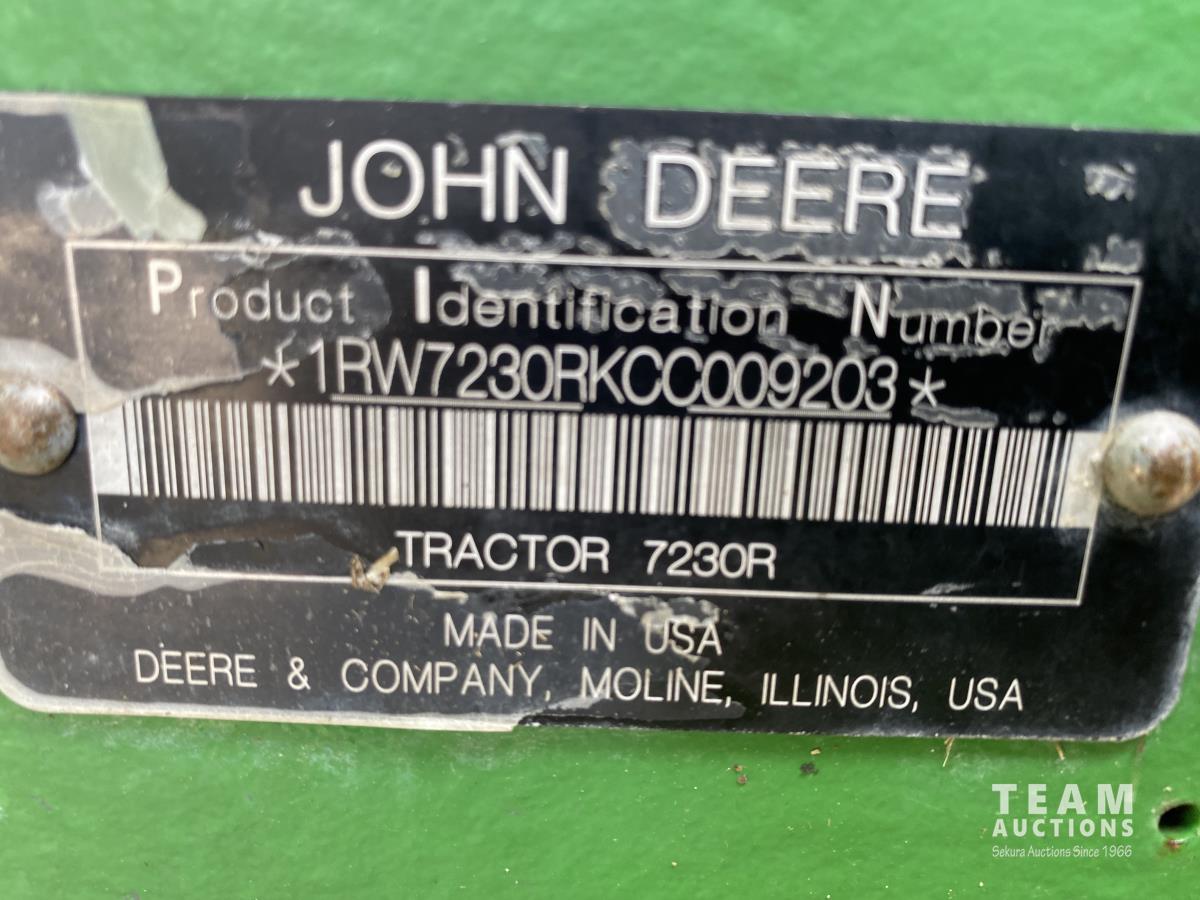 JOHN DEERE
Product Identification Number
*1RW7230RKCC009203*
TRACTOR 7230R
MADE IN USA
DEERE & COMPANY, MOLINE, ILLINOIS, USA
TEAM
AUCTIONS
Sekura Auctions Since 1966